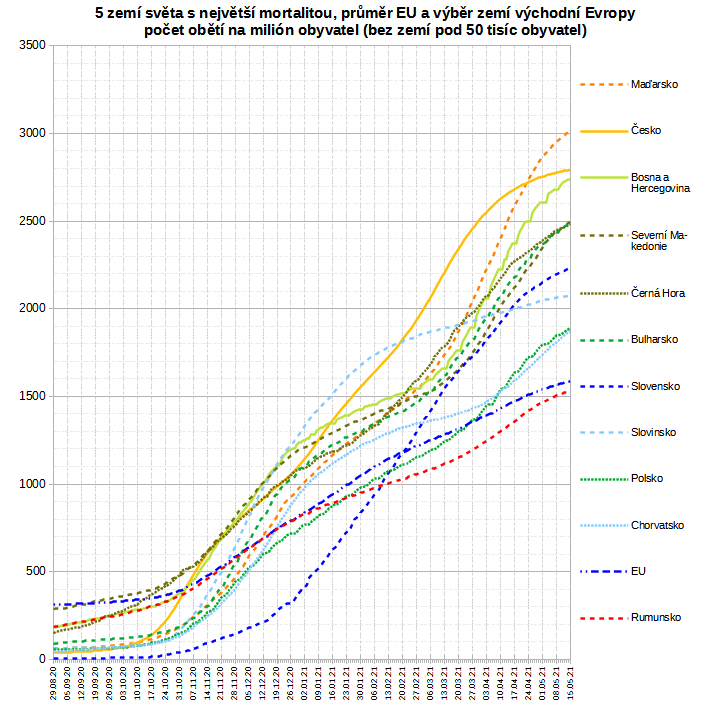 5 zemí světa s největší mortalitou, průměr EU a výběr zemí východní Evropy
počet obětí na milión obyvatel (bez zemí pod 50 tisíc obyvatel)
3500
3000
2500
2000
1500
1000
500
0
Maďarsko
Česko
Bosna a
Hercegovina
Severní Ma-
kedonie
Černá Hora
Bulharsko
Slovensko
Slovinsko
Polsko
Chorvatsko
EU
Rumunsko
29.08.20
05.09.20
12.09.20
19.09.20
26.09.20
03.10.20
10.10.20
17.10.20
24.10.20
31.10.20
07.11.20
14.11.20
21.11.20
28.11.20
05.12.20
12.12.20
19.12.20
26.12.20
02.01.21
09.01.21
16.01.21
23.01.21
30.01.21
06.02.21
13.02.21
20.02.21
27.02.21
06.03.21
13.03.21
20.03.21
27.03.21
03.04.21
10.04.21
17.04.21
24.04.21
01.05.21
08.05.21
15.05.21